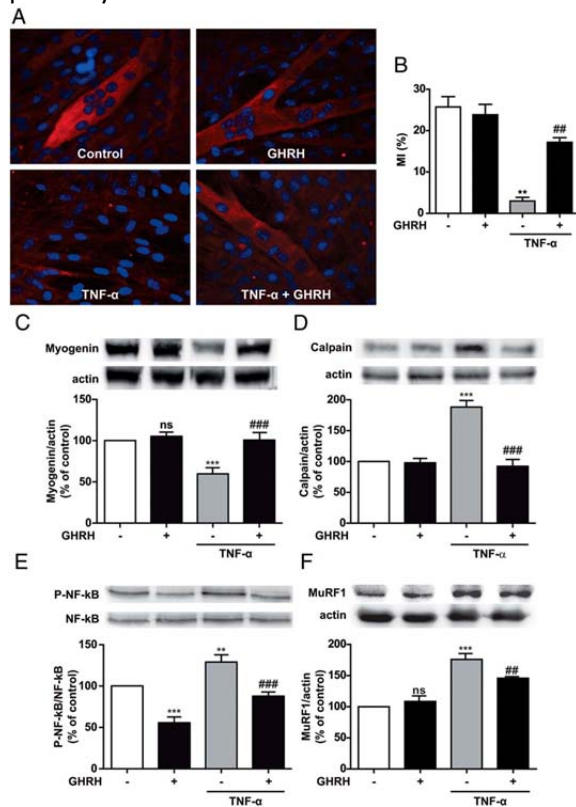 A
Control
GHRH
TNF-α
TNF-α + GHRH
B
30
20
10
0
MI (%)
**
##
GHRH - + - +
TNF-α
C
Myogenin
actin
150
100
50
0
Myogenin/actin
(% of control)
ns
***
###
GHRH - + - +
TNF-α
D
Calpain
actin
200
150
100
50
0
Calpain/actin
(% of control)
***
###
GHRH - + - +
TNF-α
E
P-NF-kB
NF-kB
150
100
50
0
P-NF-kB/NF-kB
(% of control)
***
**
###
GHRH - + - +
TNF-α
F
MuRF1
actin
200
150
100
50
0
MuRF1/actin
(% of control)
ns
***
##
GHRH - + - +
TNF-α